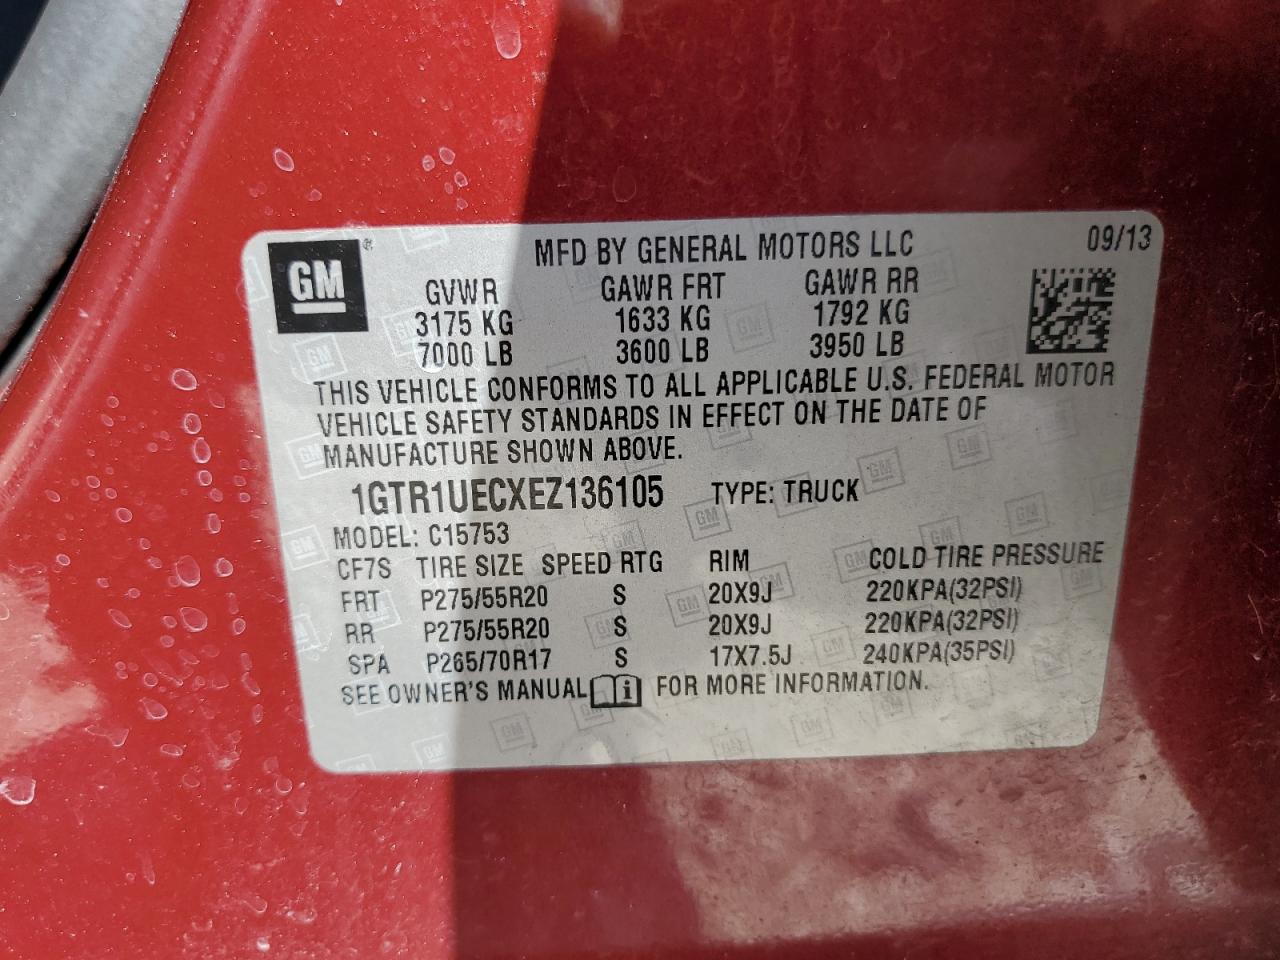 GM ® MFD BY GENERAL MOTORS LLC 09/13
GVWR GAWR FRT GAWR RR
3175 KG 1633 KG 1792 KG
7000 LB 3600 LB 3950 LB
THIS VEHICLE CONFORMS TO ALL APPLICABLE U.S. FEDERAL MOTOR
VEHICLE SAFETY STANDARDS IN EFFECT ON THE DATE OF
MANUFACTURE SHOWN ABOVE.
1GTR1UECXEZ136105 TYPE: TRUCK
MODEL: C15753
CF7S TIRE SIZE SPEED RTG RIM COLD TIRE PRESSURE
FRT P275/55R20 S 20X9J 220KPA(32PSI)
RR P275/55R20 S 20X9J 220KPA(32PSI)
SPA P265/70R17 S 17X7.5J 240KPA(35PSI)
SEE OWNER'S MANUAL i FOR MORE INFORMATION.